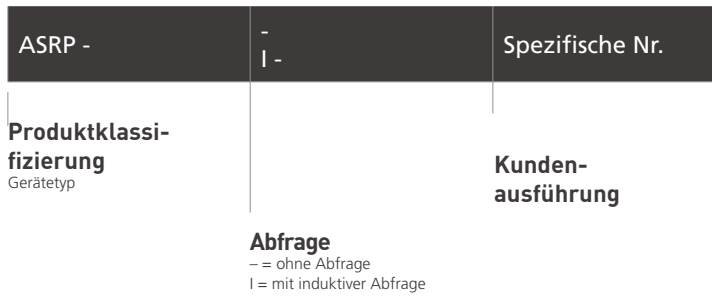 ASRP -
-
I -
Spezifische Nr.
Produktklassi-
fizierung
Gerätetyp
Abfrage
– = ohne Abfrage
I = mit induktiver Abfrage
Kunden-
ausführung